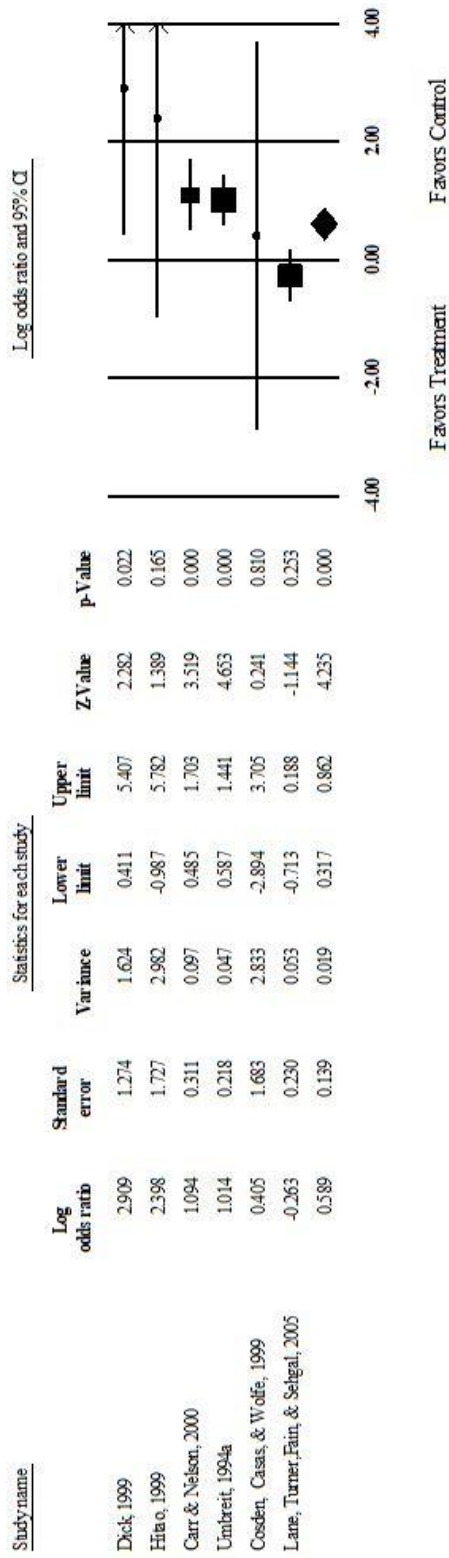 Study name Statistics for each study Log odds ratio and 95% CI
Log odds ratio Standard error Variance Lower limit Upper limit Z-Value p-Value
Dick, 1999 2.909 1.274 1.624 0.411 5.407 2.282 0.022
Hitao, 1999 2.398 1.727 2.982 -0.987 5.782 1.389 0.165
Carr & Nelson, 2000 1.094 0.311 0.097 0.485 1.703 3.519 0.000
Umbreit, 1994a 1.014 0.218 0.047 0.587 1.441 4.653 0.000
Cosden, Casas, & Wolfe, 1999 0.405 1.683 2.833 -2.894 3.705 0.241 0.810
Lane, Turner,Fain, & Sehgal, 2005 -0.263 0.230 0.053 -0.713 0.188 -1.144 0.253
0.589 0.139 0.019 0.317 0.862 4.235 0.000
-4.00 -2.00 0.00 2.00 4.00
Favors Treatment Favors Control